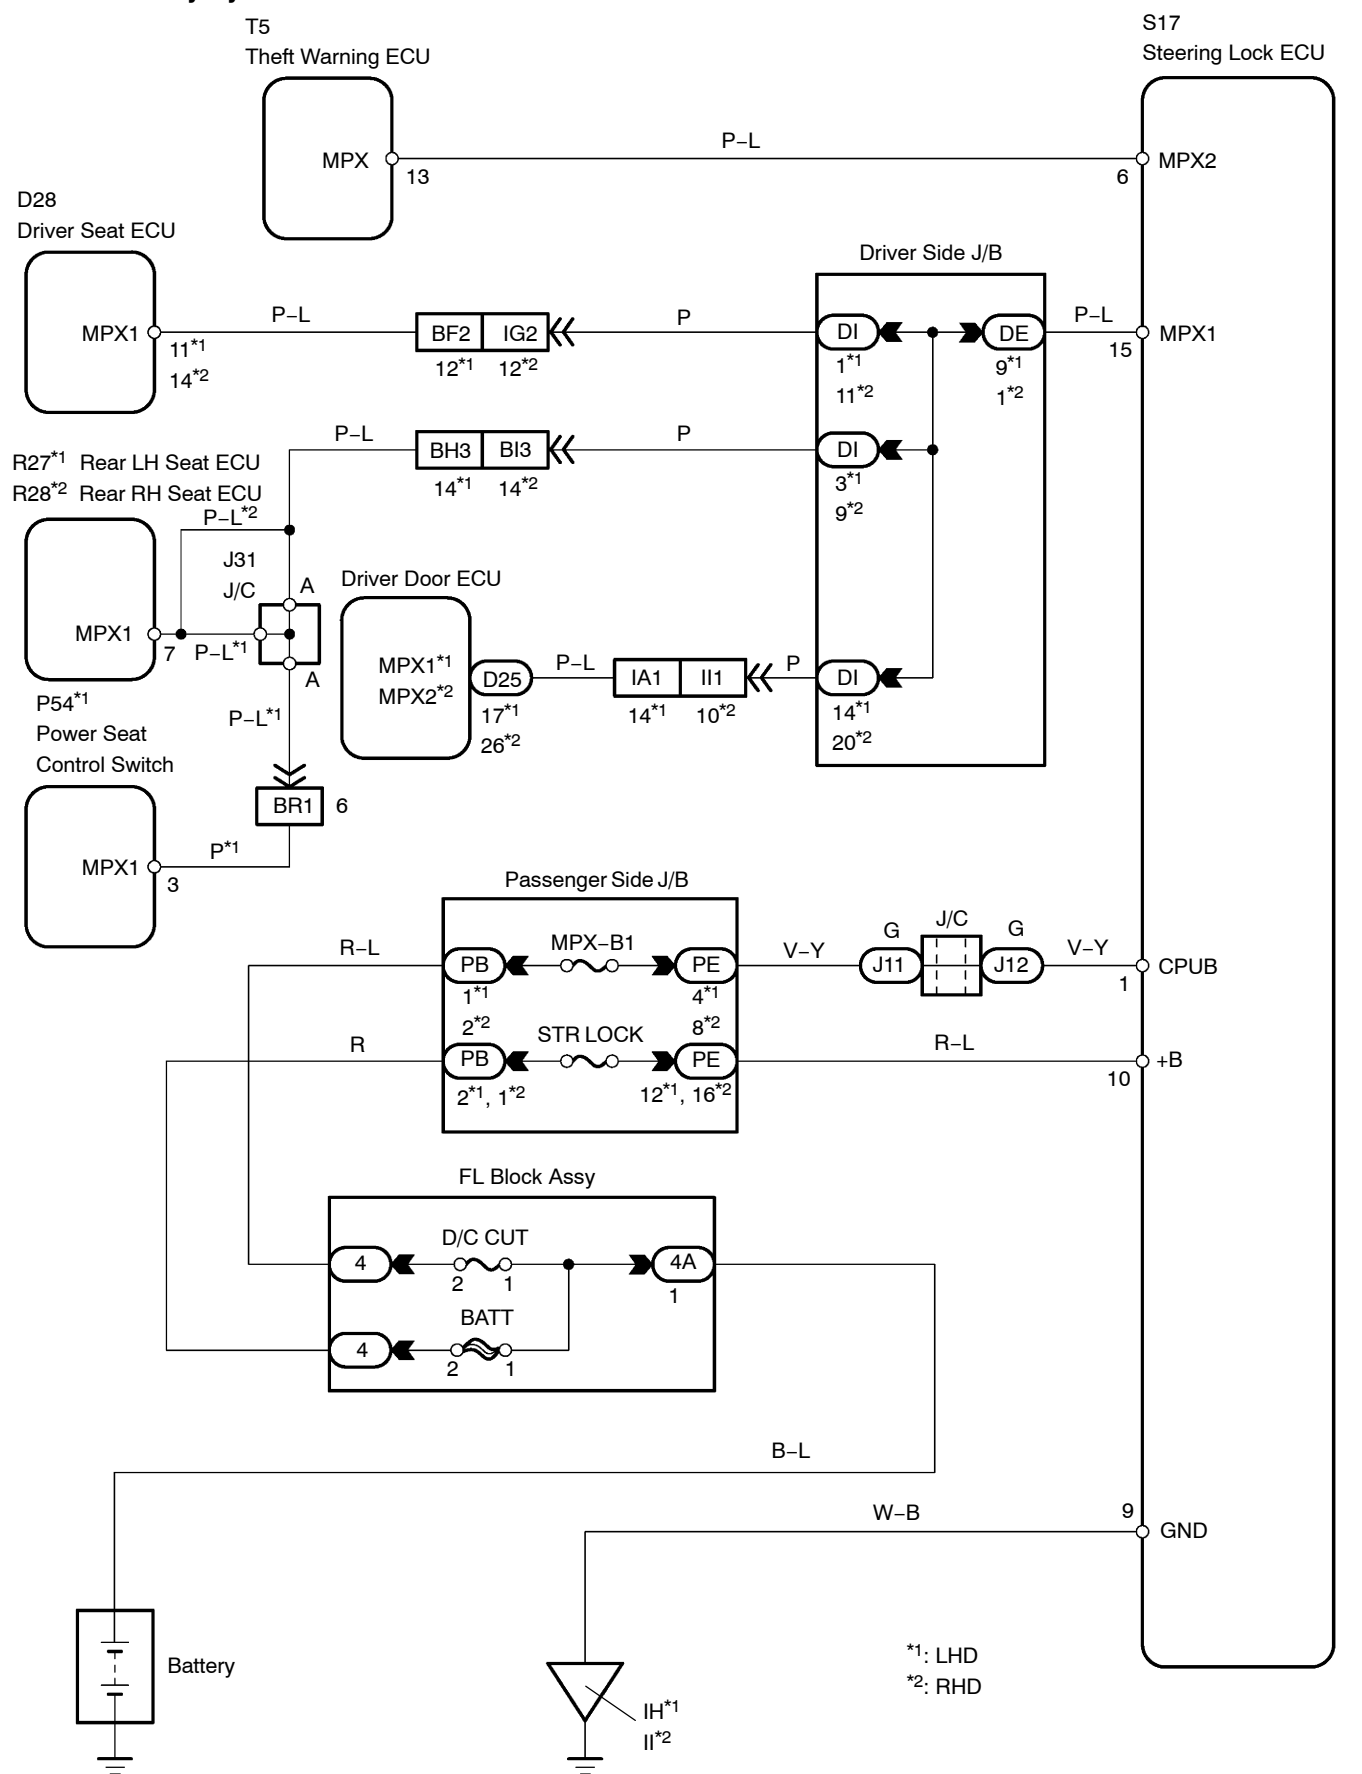 T5
Theft Warning ECU
S17
Steering Lock ECU
MPX
13
P–L
6
MPX2
D28
Driver Seat ECU
MPX1
11*1
14*2
P–L
BF2
IG2
12*1
12*2
P
Driver Side J/B
DI
1*1
11*2
DE
9*1
1*2
P–L
15
MPX1
R27*1 Rear LH Seat ECU
R28*2 Rear RH Seat ECU
P–L
BH3
BI3
14*1
14*2
P
DI
3*1
9*2
P–L*2
J31
J/C
A
MPX1
7
P–L*1
A
Driver Door ECU
MPX1*1
MPX2*2
D25
17*1
26*2
P–L
IA1
II1
14*1
10*2
P
DI
14*1
20*2
P54*1
Power Seat
Control Switch
P–L*1
BR1
6
MPX1
3
P*1
Passenger Side J/B
R–L
PB
1*1
2*2
MPX–B1
PE
4*1
8*2
V–Y
G
J11
J/C
G
J12
V–Y
1
CPUB
R
PB
2*1, 1*2
STR LOCK
PE
12*1, 16*2
R–L
10
+B
FL Block Assy
4
D/C CUT
2
1
4A
1
4
BATT
2
1
B–L
W–B
9
GND
Battery
IH*1
II*2
*1: LHD
*2: RHD